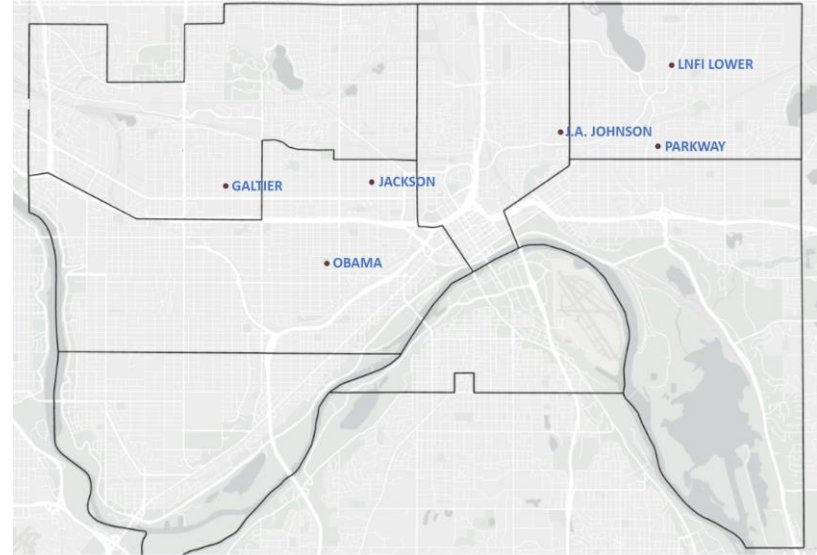 LNFI LOWER
J.A. JOHNSON
PARKWAY
JACKSON
GALTIER
OBAMA